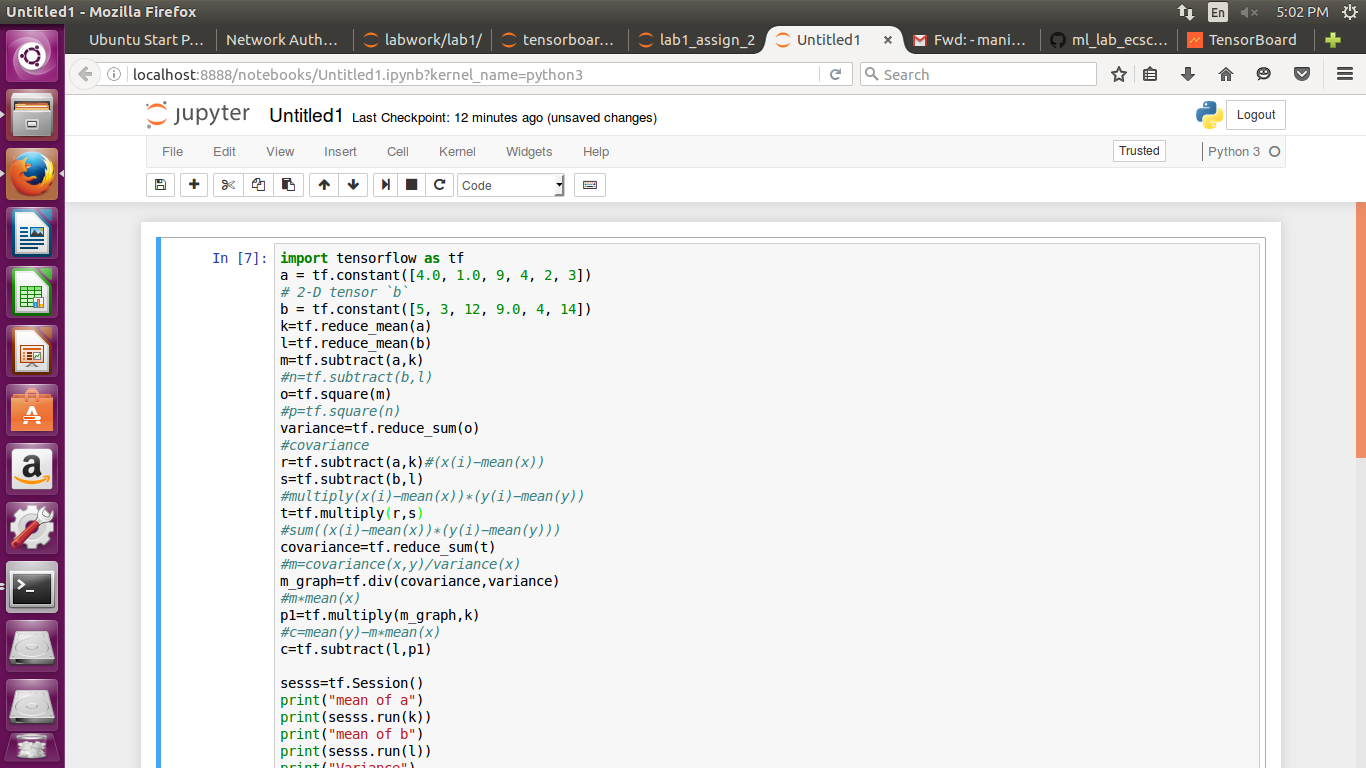 Untitled1 - Mozilla Firefox
En
5:02 PM
Ubuntu Start P...
Network Auth...
labwork/lab1/
tensorboar...
lab1_assign_2
Untitled1
Fwd: - mani...
ml_lab_ecsc...
TensorBoard
localhost:8888/notebooks/Untitled1.ipynb?kernel_name=python3
Search
jupyter
Untitled1
Last Checkpoint: 12 minutes ago (unsaved changes)
Logout
File
Edit
View
Insert
Cell
Kernel
Widgets
Help
Trusted
Python 3
Code
In [7]:
import tensorflow as tf
a = tf.constant([4.0, 1.0, 9, 4, 2, 3])
# 2-D tensor `b`
b = tf.constant([5, 3, 12, 9.0, 4, 14])
k=tf.reduce_mean(a)
l=tf.reduce_mean(b)
m=tf.subtract(a,k)
#n=tf.subtract(b,l)
o=tf.square(m)
#p=tf.square(n)
variance=tf.reduce_sum(o)
#covariance
r=tf.subtract(a,k)#(x(i)-mean(x))
s=tf.subtract(b,l)
#multiply(x(i)-mean(x))*(y(i)-mean(y))
t=tf.multiply(r,s)
#sum((x(i)-mean(x))*(y(i)-mean(y)))
covariance=tf.reduce_sum(t)
#m=covariance(x,y)/variance(x)
m_graph=tf.div(covariance,variance)
#m*mean(x)
p1=tf.multiply(m_graph,k)
#c=mean(y)-m*mean(x)
c=tf.subtract(l,p1)
sesss=tf.Session()
print("mean of a")
print(sesss.run(k))
print("mean of b")
print(sesss.run(l))
print("Variance")